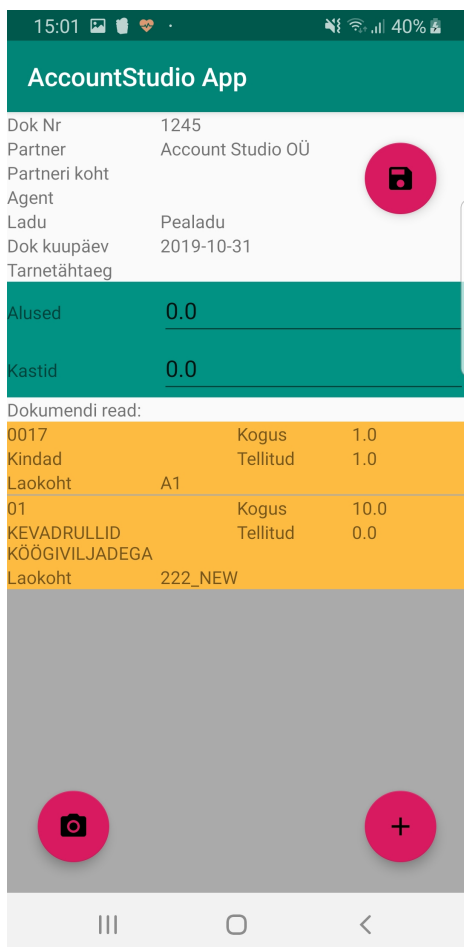 15:01 40%
AccountStudio App
Dok Nr 1245
Partner Account Studio OÜ
Partneri koht
Agent
Ladu Pealadu
Dok kuupäev 2019-10-31
Tarnetähtaeg
Alused 0.0
Kastid 0.0
Dokumendi read:
0017 Kogus 1.0
Kindad Tellitud 1.0
Laokoht A1
01 Kogus 10.0
KEVADRULLID Tellitud 0.0
KÖÖGIVILJADEGA
Laokoht 222_NEW